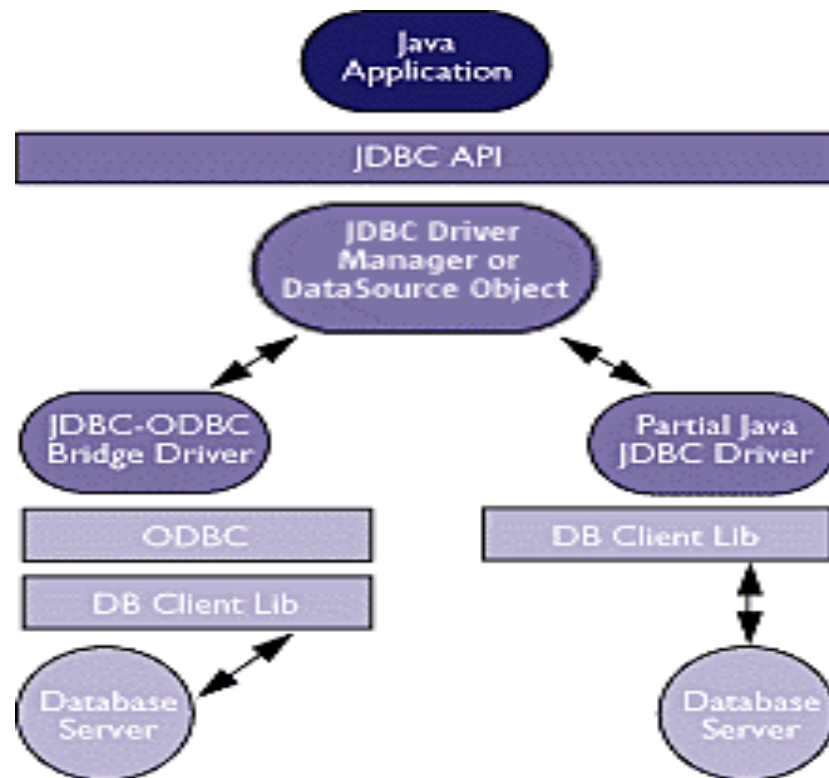 Java
Application
JDBC API
JDBC Driver
Manager or
DataSource Object
JDBC-ODBC
Bridge Driver
Partial Java
JDBC Driver
ODBC
DB Client Lib
DB Client Lib
Database
Server
Database
Server